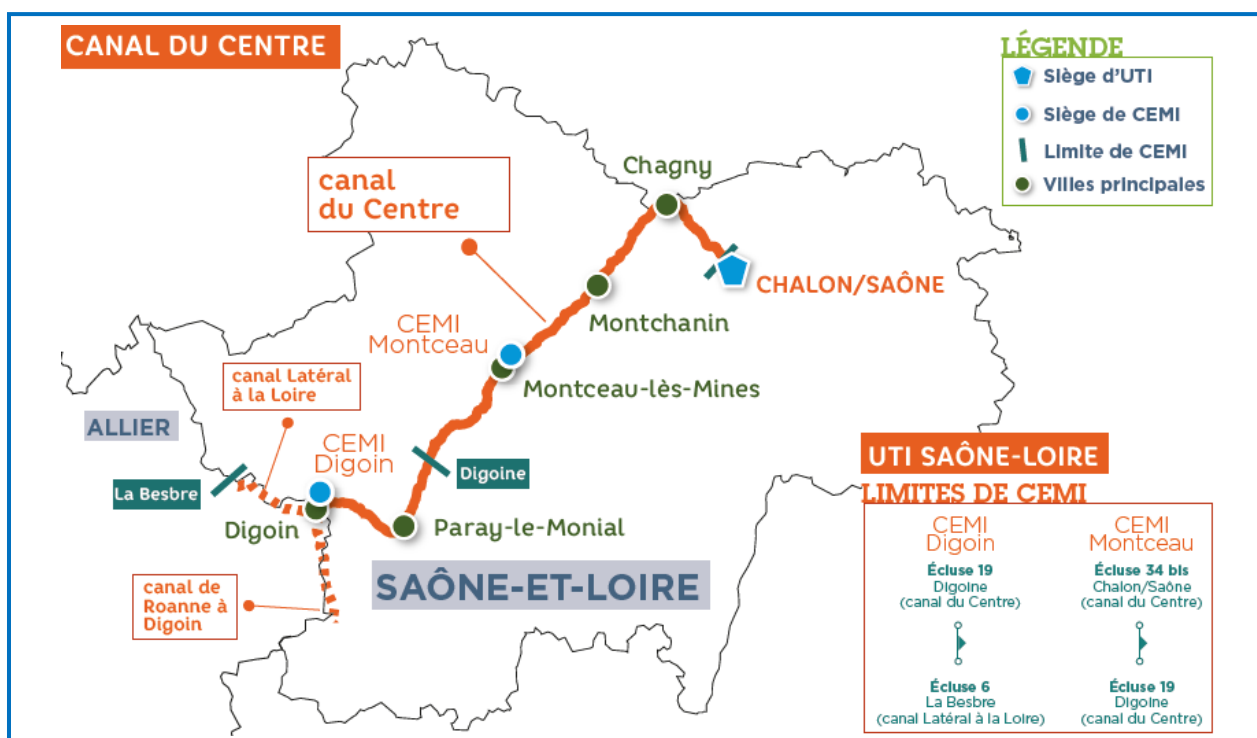 CANAL DU CENTRE
LÉGENDE
Siège d'UTI
Siège de CEMI
Limite de CEMI
Villes principales
Chagny
canal
du Centre
CHALON/SAÔNE
Montchanin
CEMI
Montceau
Montceau-lès-Mines
canal Latéral
à la Loire
ALLIER
CEMI
Digoin
La Besbre
Digoine
Digoin
Paray-le-Monial
SAÔNE-ET-LOIRE
canal de
Roanne à
Digoin
UTI SAÔNE-LOIRE
LIMITES DE CEMI
CEMI
Digoin
Écluse 19
Digoine
(canal du Centre)
Écluse 6
La Besbre
(canal Latéral à la Loire)
CEMI
Montceau
Écluse 34 bis
Chalon/Saône
(canal du Centre)
Écluse 19
Digoine
(canal du Centre)